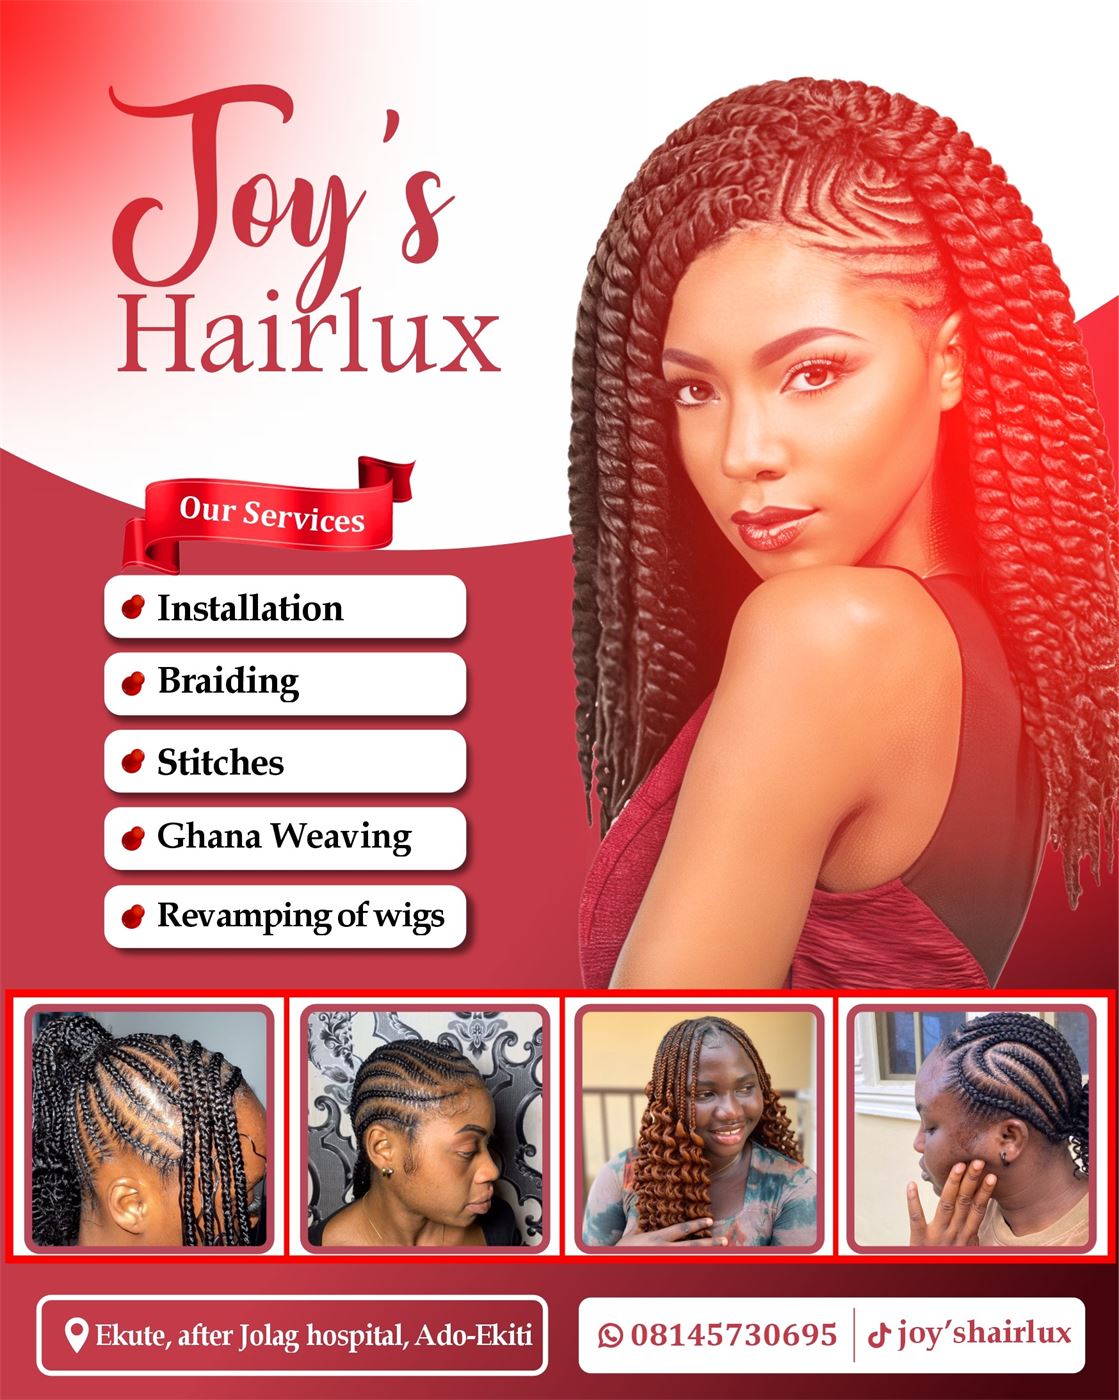 Joy's
Hairlux
Our Services
Installation
Braiding
Stitches
Ghana Weaving
Revamping of wigs
Ekute, after Jolag hospital, Ado-Ekiti
08145730695
joy’shairlux